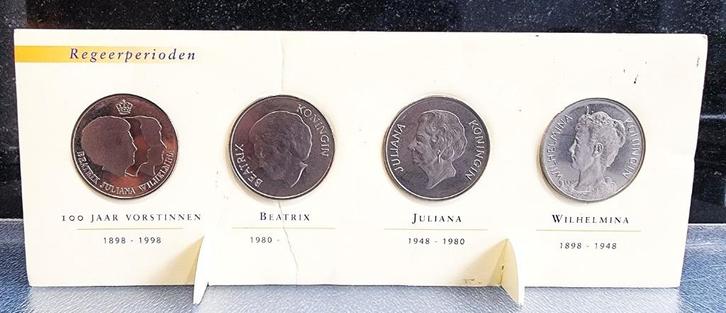 Regeerperioden
BEATRIX JULIANA WILHELMINA
BEATRIX KONINGIN
JULIANA KONINGIN
WILHELMINA KONINGIN
100 JAAR VORSTINNEN
1898 - 1998
BEATRIX
1980 -
JULIANA
1948 - 1980
WILHELMINA
1898 - 1948